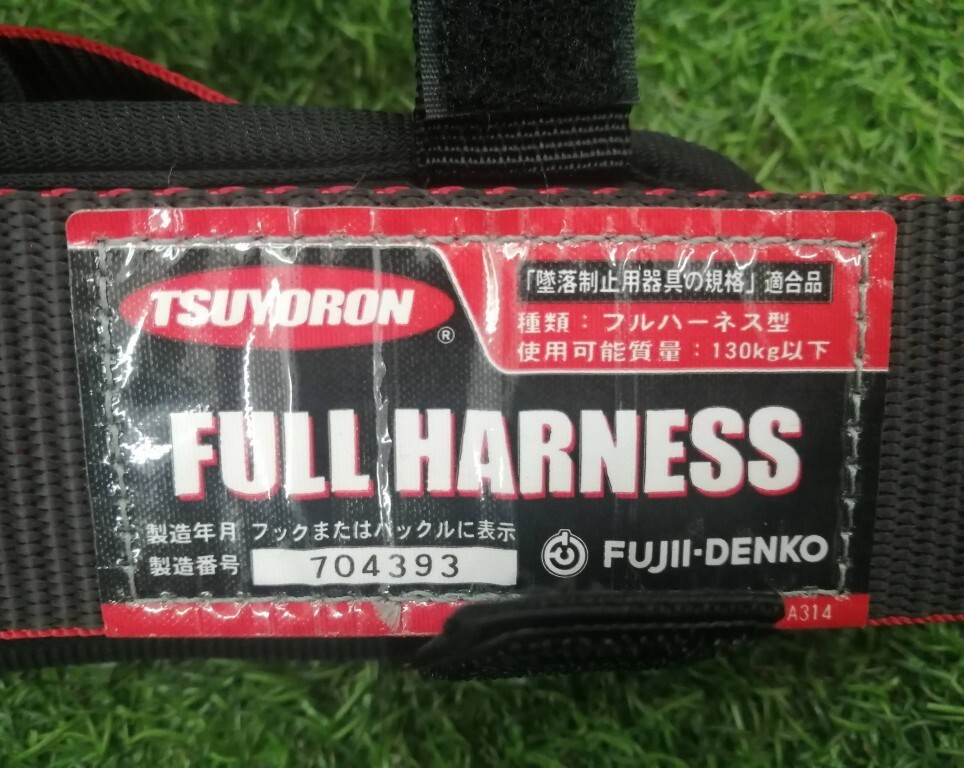 TSUYORON
®
「墜落制止用器具の規格」適合品
種類：フルハーネス型
使用可能質量：130kg以下
FULL HARNESS
製造年月 フックまたはバックルに表示
製造番号 704393
FUJII-DENKO
A314